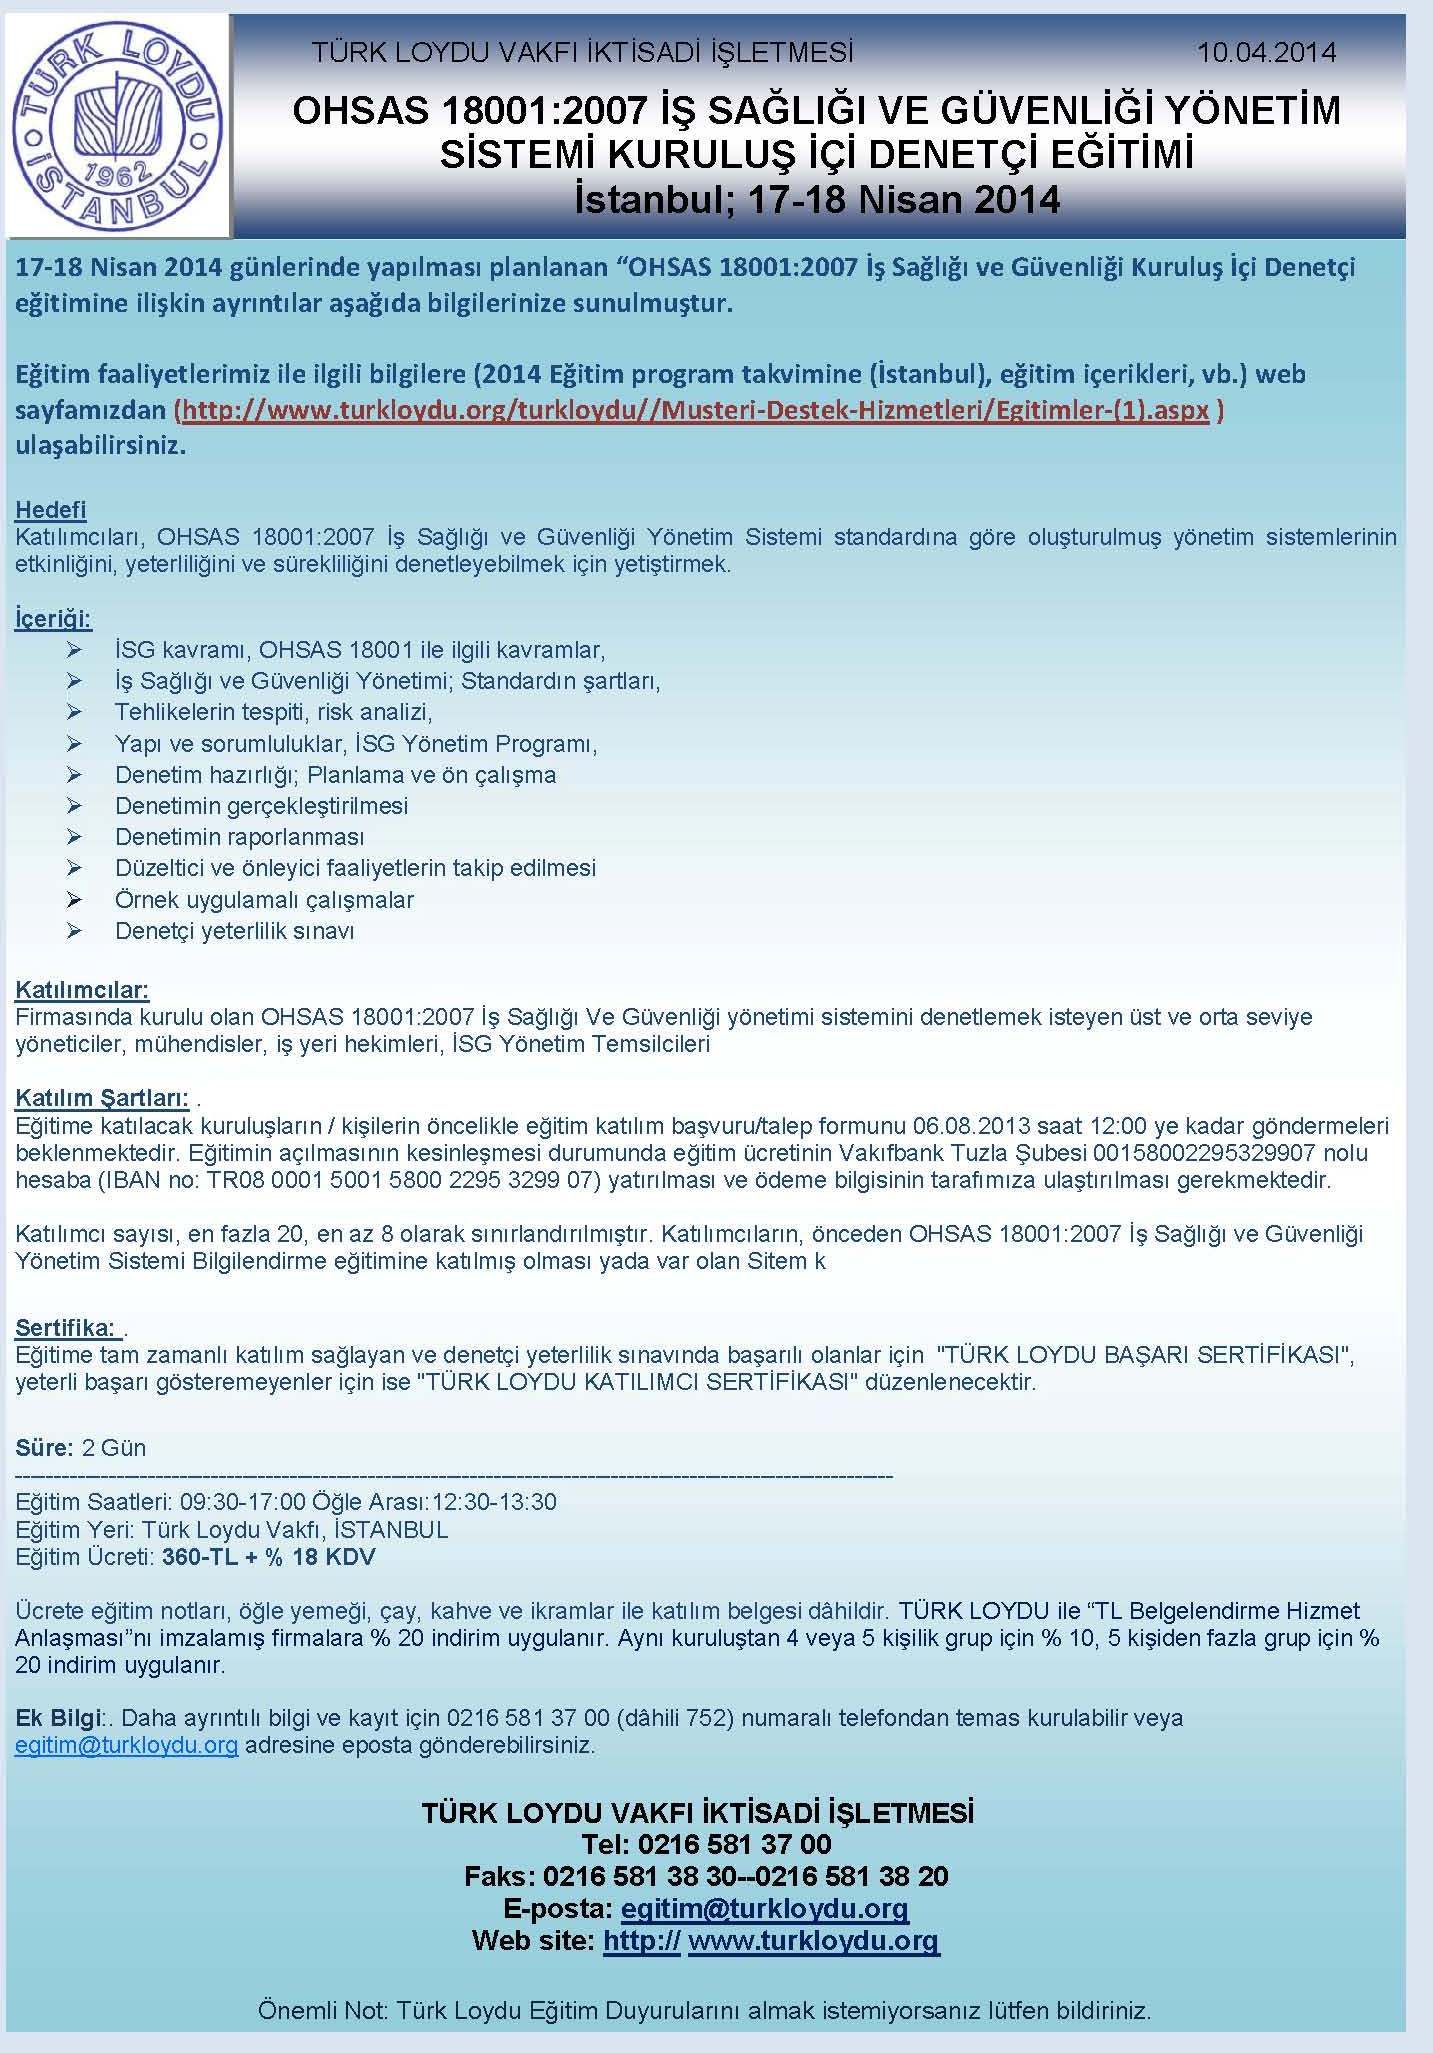 TÜRK LOYDU
1962
İSTANBUL
TÜRK LOYDU VAKFI İKTİSADİ İŞLETMESİ 10.04.2014
OHSAS 18001:2007 İŞ SAĞLIĞI VE GÜVENLİĞİ YÖNETİM
SİSTEMİ KURULUŞ İÇİ DENETÇİ EĞİTİMİ
İstanbul; 17-18 Nisan 2014
17-18 Nisan 2014 günlerinde yapılması planlanan “OHSAS 18001:2007 İş Sağlığı ve Güvenliği Kuruluş İçi Denetçi
eğitimine ilişkin ayrıntılar aşağıda bilgilerinize sunulmuştur.
Eğitim faaliyetlerimiz ile ilgili bilgilere (2014 Eğitim program takvimine (İstanbul), eğitim içerikleri, vb.) web
sayfamızdan (http://www.turkloydu.org/turkloydu//Musteri-Destek-Hizmetleri/Egitimler-(1).aspx )
ulaşabilirsiniz.
Hedefi
Katılımcıları, OHSAS 18001:2007 İş Sağlığı ve Güvenliği Yönetim Sistemi standardına göre oluşturulmuş yönetim sistemlerinin
etkinliğini, yeterliliğini ve sürekliliğini denetleyebilmek için yetiştirmek.
İçeriği:
➢ İSG kavramı, OHSAS 18001 ile ilgili kavramlar,
➢ İş Sağlığı ve Güvenliği Yönetimi; Standardın şartları,
➢ Tehlikelerin tespiti, risk analizi,
➢ Yapı ve sorumluluklar, İSG Yönetim Programı,
➢ Denetim hazırlığı; Planlama ve ön çalışma
➢ Denetimin gerçekleştirilmesi
➢ Denetimin raporlanması
➢ Düzeltici ve önleyici faaliyetlerin takip edilmesi
➢ Örnek uygulamalı çalışmalar
➢ Denetçi yeterlilik sınavı
Katılımcılar:
Firmasında kurulu olan OHSAS 18001:2007 İş Sağlığı Ve Güvenliği yönetimi sistemini denetlemek isteyen üst ve orta seviye
yöneticiler, mühendisler, iş yeri hekimleri, İSG Yönetim Temsilcileri
Katılım Şartları: .
Eğitime katılacak kuruluşların / kişilerin öncelikle eğitim katılım başvuru/talep formunu 06.08.2013 saat 12:00 ye kadar göndermeleri
beklenmektedir. Eğitimin açılmasının kesinleşmesi durumunda eğitim ücretinin Vakıfbank Tuzla Şubesi 00158002295329907 nolu
hesaba (IBAN no: TR08 0001 5001 5800 2295 3299 07) yatırılması ve ödeme bilgisinin tarafımıza ulaştırılması gerekmektedir.
Katılımcı sayısı, en fazla 20, en az 8 olarak sınırlandırılmıştır. Katılımcıların, önceden OHSAS 18001:2007 İş Sağlığı ve Güvenliği
Yönetim Sistemi Bilgilendirme eğitimine katılmış olması yada var olan Sitem k
Sertifika: .
Eğitime tam zamanlı katılım sağlayan ve denetçi yeterlilik sınavında başarılı olanlar için "TÜRK LOYDU BAŞARI SERTİFİKASI",
yeterli başarı gösteremeyenler için ise "TÜRK LOYDU KATILIMCI SERTİFİKASI" düzenlenecektir.
Süre: 2 Gün
----------------------------------------------------------------------------------------------------------------
Eğitim Saatleri: 09:30-17:00 Öğle Arası:12:30-13:30
Eğitim Yeri: Türk Loydu Vakfı, İSTANBUL
Eğitim Ücreti: 360-TL + % 18 KDV
Ücrete eğitim notları, öğle yemeği, çay, kahve ve ikramlar ile katılım belgesi dâhildir. TÜRK LOYDU ile “TL Belgelendirme Hizmet
Anlaşması”nı imzalamış firmalara % 20 indirim uygulanır. Aynı kuruluştan 4 veya 5 kişilik grup için % 10, 5 kişiden fazla grup için %
20 indirim uygulanır.
Ek Bilgi:. Daha ayrıntılı bilgi ve kayıt için 0216 581 37 00 (dâhili 752) numaralı telefondan temas kurulabilir veya
egitim@turkloydu.org adresine eposta gönderebilirsiniz.
TÜRK LOYDU VAKFI İKTİSADİ İŞLETMESİ
Tel: 0216 581 37 00
Faks: 0216 581 38 30--0216 581 38 20
E-posta: egitim@turkloydu.org
Web site: http:// www.turkloydu.org
Önemli Not: Türk Loydu Eğitim Duyurularını almak istemiyorsanız lütfen bildiriniz.